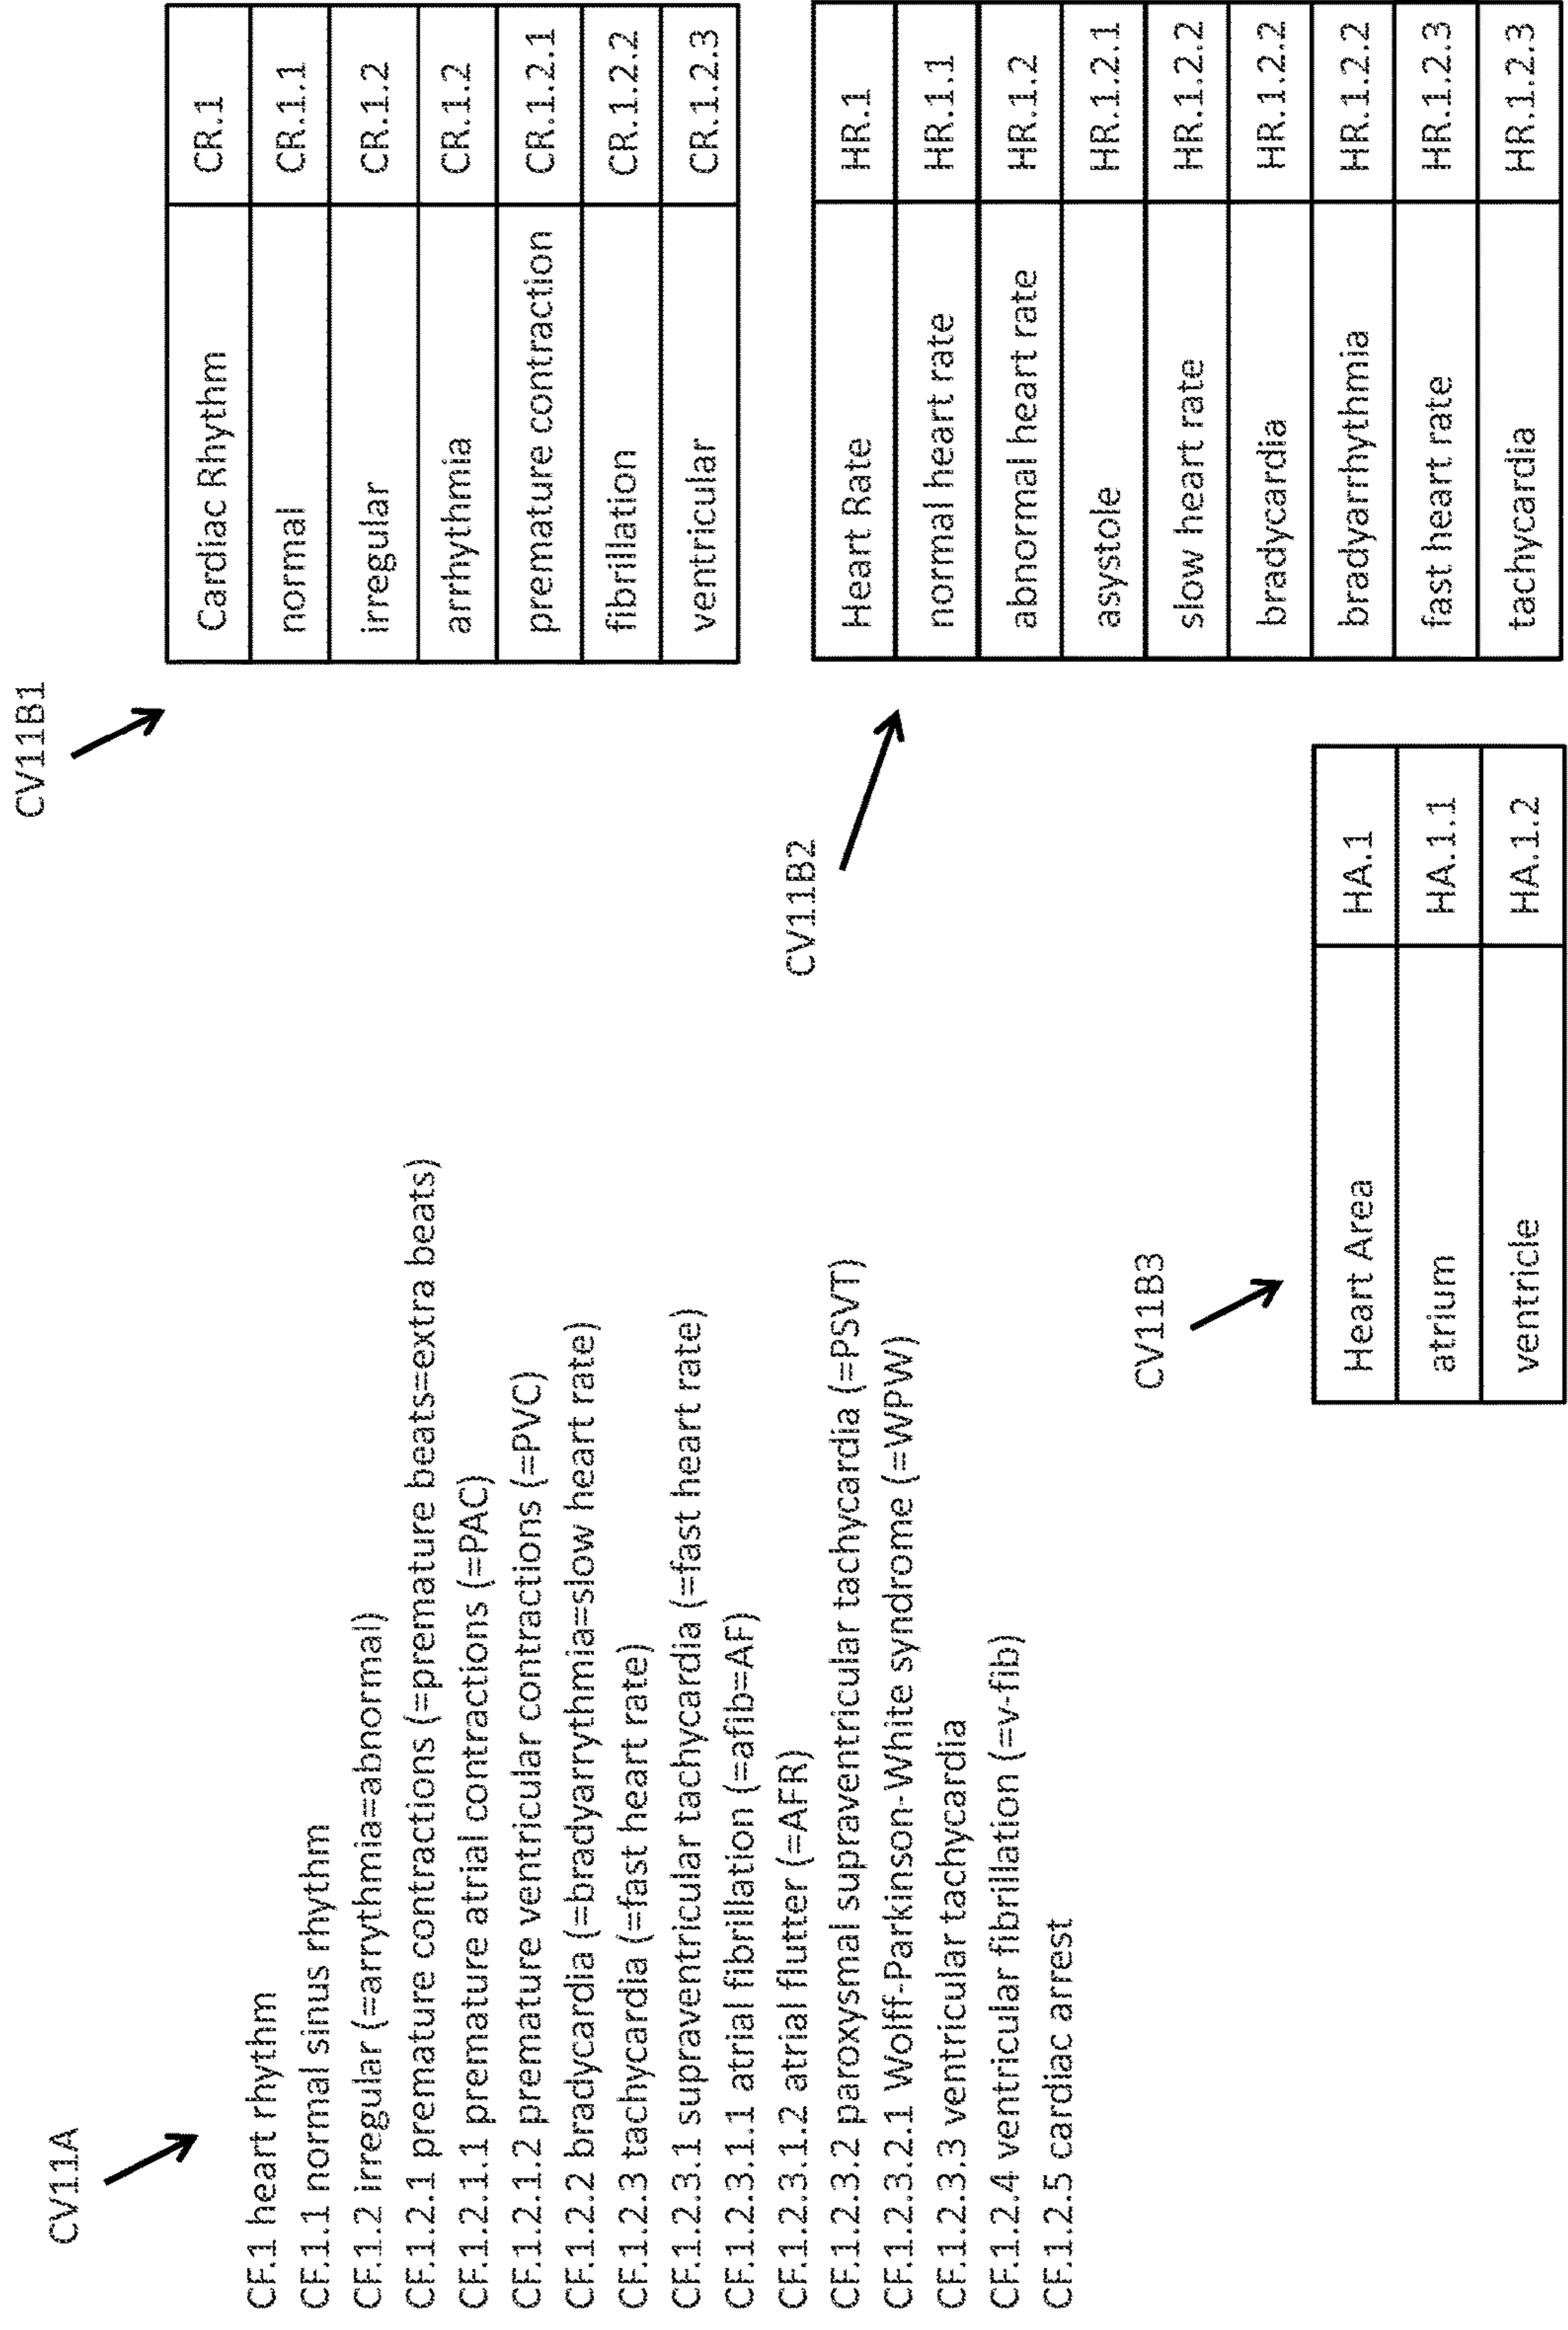 CV11A
CF.1 heart rhythm
CF.1.1 normal sinus rhythm
CF.1.2 irregular (=arrythmia=abnormal)
CF.1.2.1 premature contractions (=premature beats=extra beats)
CF.1.2.1.1 premature atrial contractions (=PAC)
CF.1.2.1.2 premature ventricular contractions (=PVC)
CF.1.2.2 bradycardia (=bradyarrythmia=slow heart rate)
CF.1.2.3 tachycardia (=fast heart rate)
CF.1.2.3.1 supraventricular tachycardia (=fast heart rate)
CF.1.2.3.1.1 atrial fibrillation (=afib=AF)
CF.1.2.3.1.2 atrial flutter (=AFR)
CF.1.2.3.2 paroxysmal supraventricular tachycardia (=PSVT)
CF.1.2.3.2.1 Wolff-Parkinson-White syndrome (=WPW)
CF.1.2.3.3 ventricular tachycardia
CF.1.2.4 ventricular fibrillation (=v-fib)
CF.1.2.5 cardiac arrest
CV11B1
Cardiac Rhythm CR.1
normal CR.1.1
irregular CR.1.2
arrhythmia CR.1.2
premature contraction CR.1.2.1
fibrillation CR.1.2.2
ventricular CR.1.2.3
CV11B2
Heart Rate HR.1
normal heart rate HR.1.1
abnormal heart rate HR.1.2
asystole HR.1.2.1
slow heart rate HR.1.2.2
bradycardia HR.1.2.2
bradyarrhythmia HR.1.2.2
fast heart rate HR.1.2.3
tachycardia HR.1.2.3
CV11B3
Heart Area HA.1
atrium HA.1.1
ventricle HA.1.2